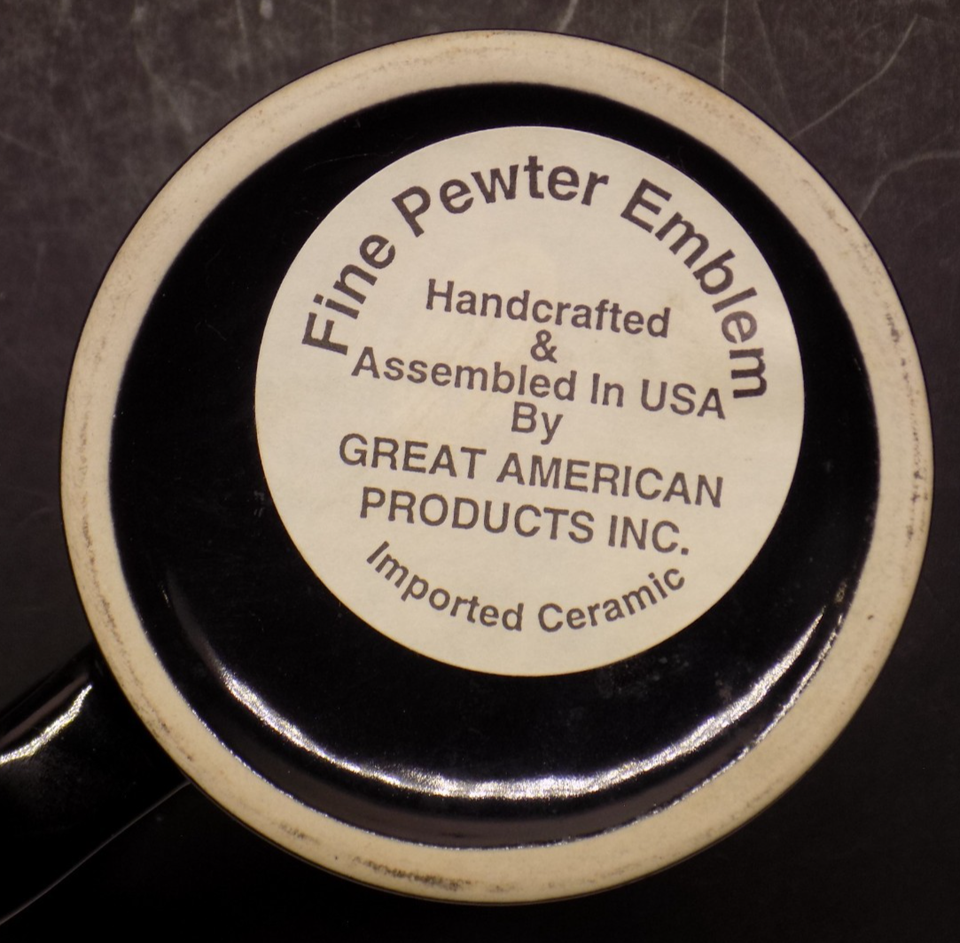 Fine Pewter Emblem
Handcrafted
&
Assembled In USA
By
GREAT AMERICAN
PRODUCTS INC.
Imported Ceramic